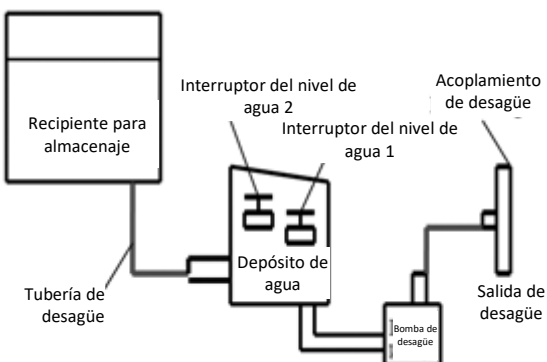 Recipiente para
almacenaje
Interruptor del nivel de
agua 2
Interruptor del nivel de
agua 1
Acoplamiento
de desagüe
Tubería de
desagüe
Depósito de
agua
Bomba de
desagüe
Salida de
desagüe